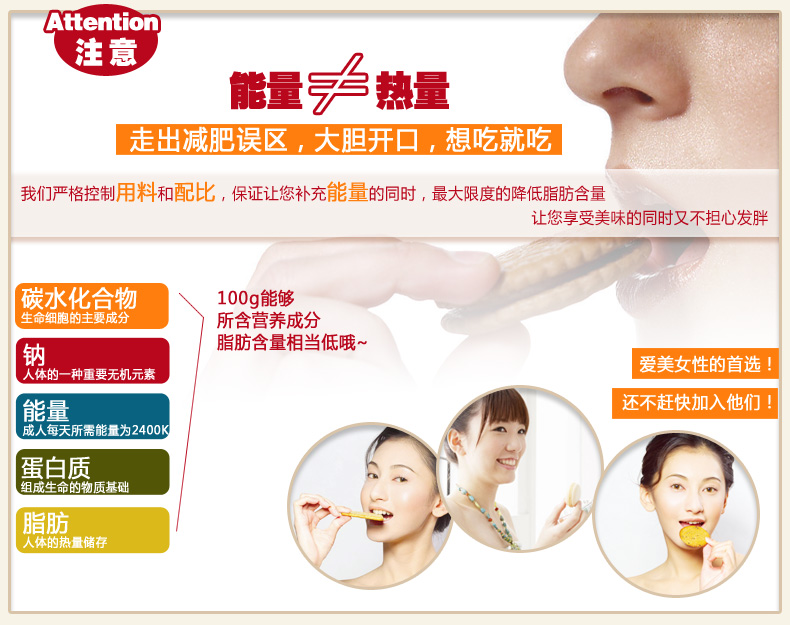 Attention
注意
能量≠热量
走出减肥误区，大胆开口，想吃就吃
我们严格控制用料和配比，保证让您补充能量的同时，最大限度的降低脂肪含量
让您享受美味的同时又不担心发胖
碳水化合物
生命细胞的主要成分
钠
人体的一种重要无机元素
能量
成人每天所需能量为2400K
蛋白质
组成生命的物质基础
脂肪
人体的热量储存
100g能够
所含营养成分
脂肪含量相当低哦~
爱美女性的首选！
还不赶快加入他们！